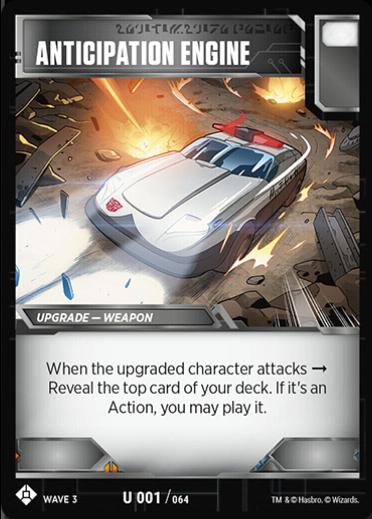 ANTICIPATION ENGINE
UPGRADE — WEAPON
When the upgraded character attacks →
Reveal the top card of your deck. If it's an
Action, you may play it.
WAVE 3 U 001 / 064 TM & © Hasbro. © Wizards.